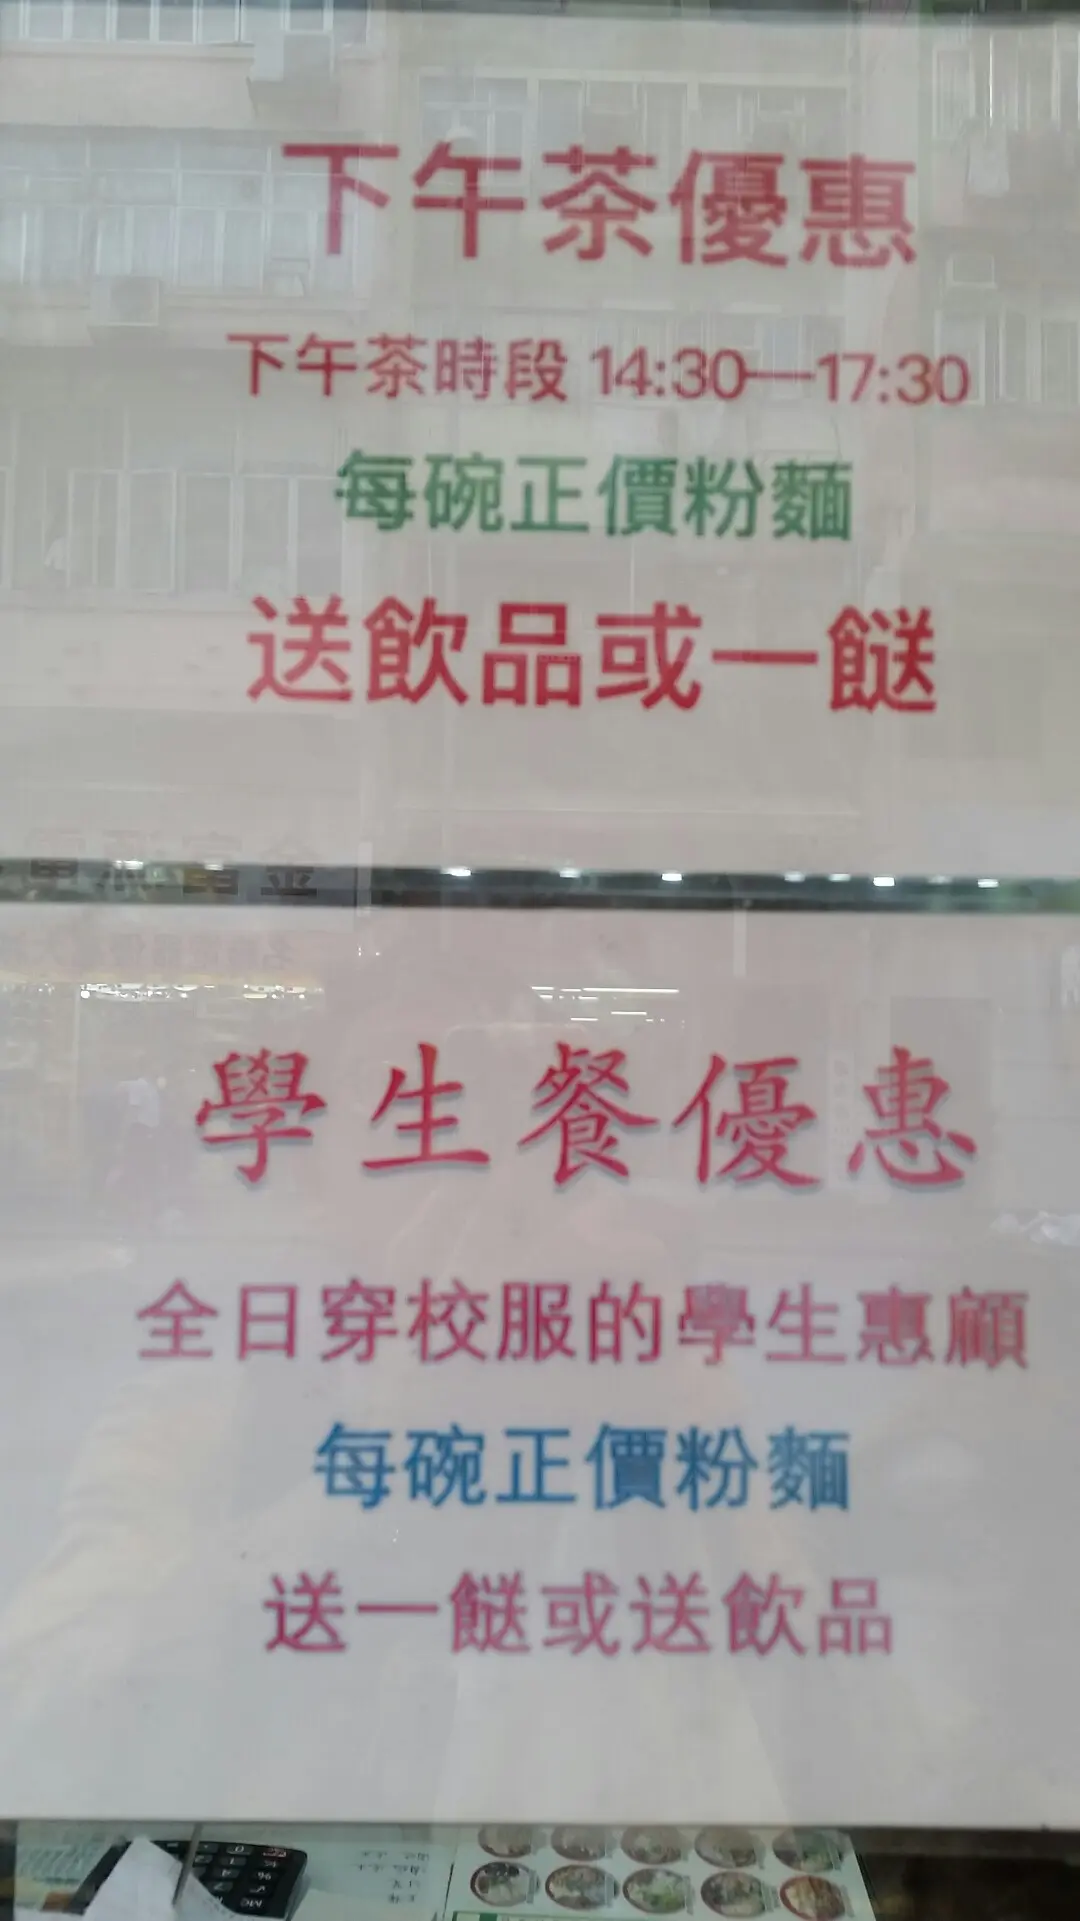 下午茶優惠
下午茶時段 14:30—17:30
每碗正價粉麵
送飲品或一餸
學生餐優惠
全日穿校服的學生惠顧
每碗正價粉麵
送一餸或送飲品